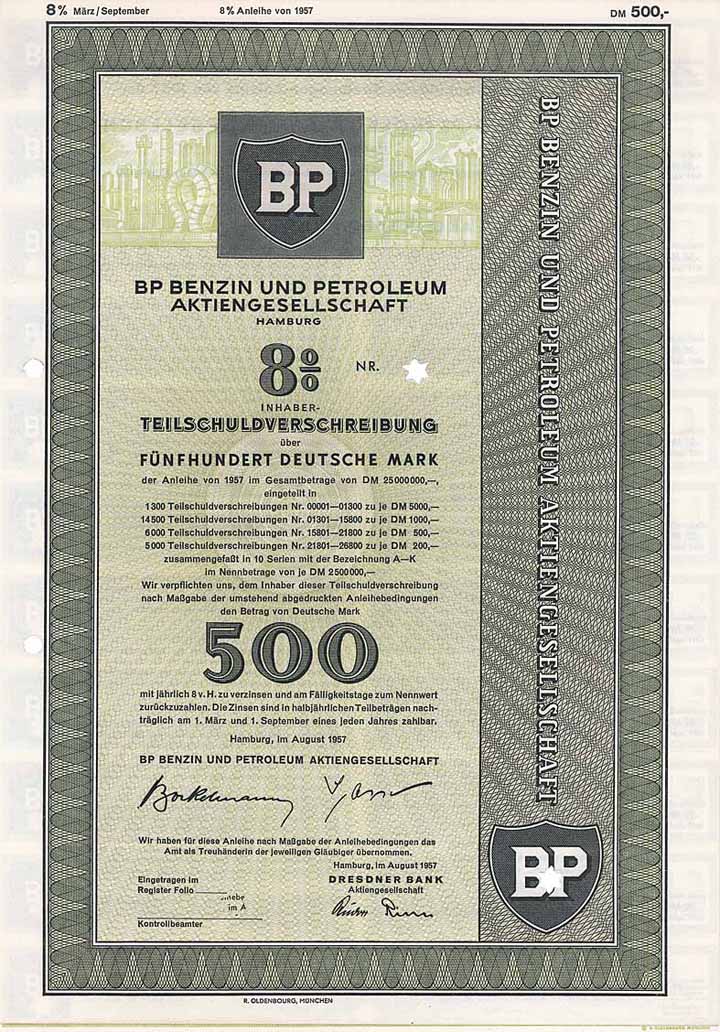 8% März/September 8% Anleihe von 1957 DM 500,-
BP
BP BENZIN UND PETROLEUM
AKTIENGESELLSCHAFT
HAMBURG
8% NR.
INHABER-
TEILSCHULDVERSCHREIBUNG
über
FÜNFHUNDERT DEUTSCHE MARK
der Anleihe von 1957 im Gesamtbetrage von DM 25000000,—,
eingeteilt in
1300 Teilschuldverschreibungen Nr. 00001—01300 zu je DM 5000,—
14500 Teilschuldverschreibungen Nr. 01301—15800 zu je DM 1000,—
6000 Teilschuldverschreibungen Nr. 15801—21800 zu je DM 500,—
5000 Teilschuldverschreibungen Nr. 21801—26800 zu je DM 200,—
zusammengefaßt in 10 Serien mit der Bezeichnung A—K
im Nennbetrage von je DM 2500000,—
Wir verpflichten uns, dem Inhaber dieser Teilschuldverschreibung
nach Maßgabe der umstehend abgedruckten Anleihebedingungen
den Betrag von Deutsche Mark
500
mit jährlich 8 v. H. zu verzinsen und am Fälligkeitstage zum Nennwert
zurückzuzahlen. Die Zinsen sind in halbjährlichen Teilbeträgen nach-
träglich am 1. März und 1. September eines jeden Jahres zahlbar.
Hamburg, im August 1957
BP BENZIN UND PETROLEUM AKTIENGESELLSCHAFT
Wir haben für diese Anleihe nach Maßgabe der Anleihebedingungen das
Amt als Treuhänderin der jeweiligen Gläubiger übernommen.
Hamburg, im August 1957
Eingetragen im
Register Folio
DRESDNER BANK
Aktiengesellschaft
im A
Kontrollbeamter
BP BENZIN UND PETROLEUM AKTIENGESELLSCHAFT
BP
R. OLDENBOURG, MÜNCHEN